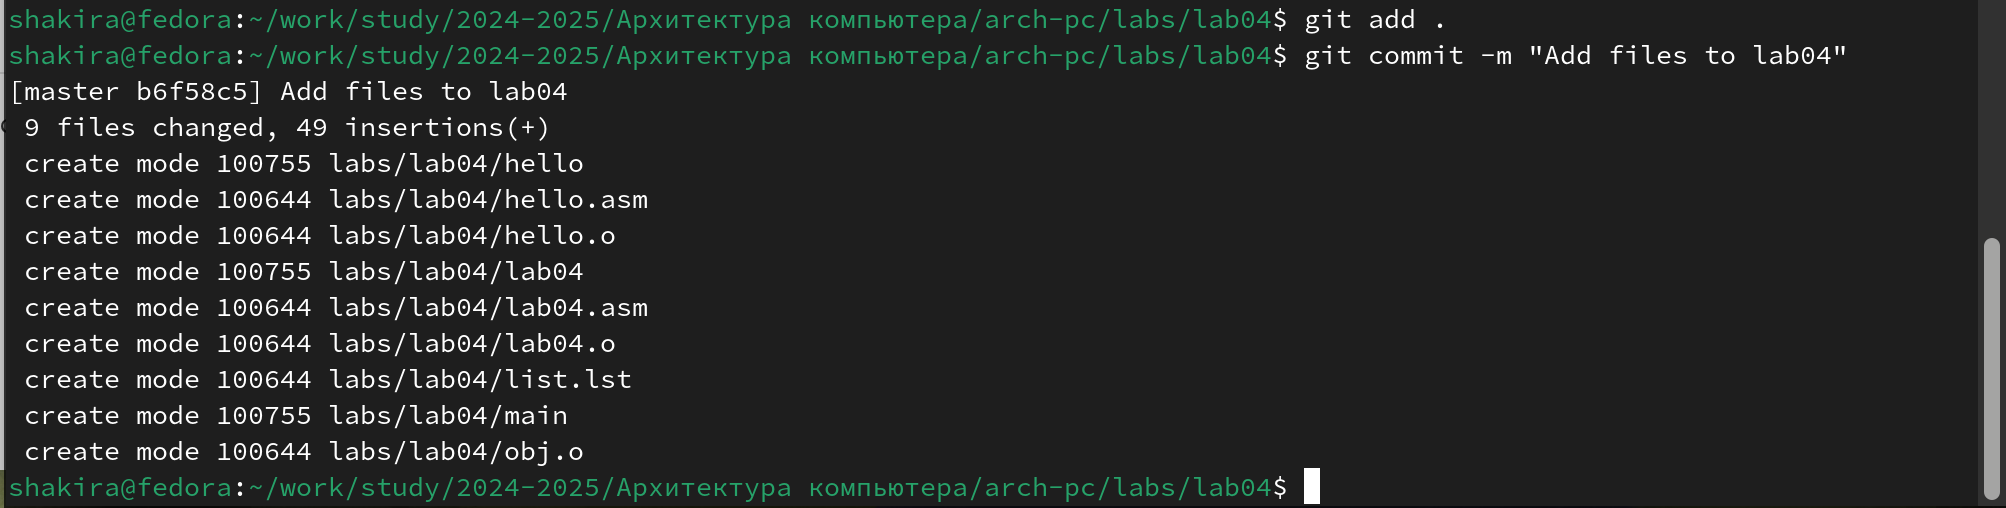 shakira@fedora:~/work/study/2024-2025/Архитектура компьютера/arch-pc/labs/lab04$ git add .
shakira@fedora:~/work/study/2024-2025/Архитектура компьютера/arch-pc/labs/lab04$ git commit -m "Add files to lab04"
[master b6f58c5] Add files to lab04
 9 files changed, 49 insertions(+)
 create mode 100755 labs/lab04/hello
 create mode 100644 labs/lab04/hello.asm
 create mode 100644 labs/lab04/hello.o
 create mode 100755 labs/lab04/lab04
 create mode 100644 labs/lab04/lab04.asm
 create mode 100644 labs/lab04/lab04.o
 create mode 100644 labs/lab04/list.lst
 create mode 100755 labs/lab04/main
 create mode 100644 labs/lab04/obj.o
shakira@fedora:~/work/study/2024-2025/Архитектура компьютера/arch-pc/labs/lab04$